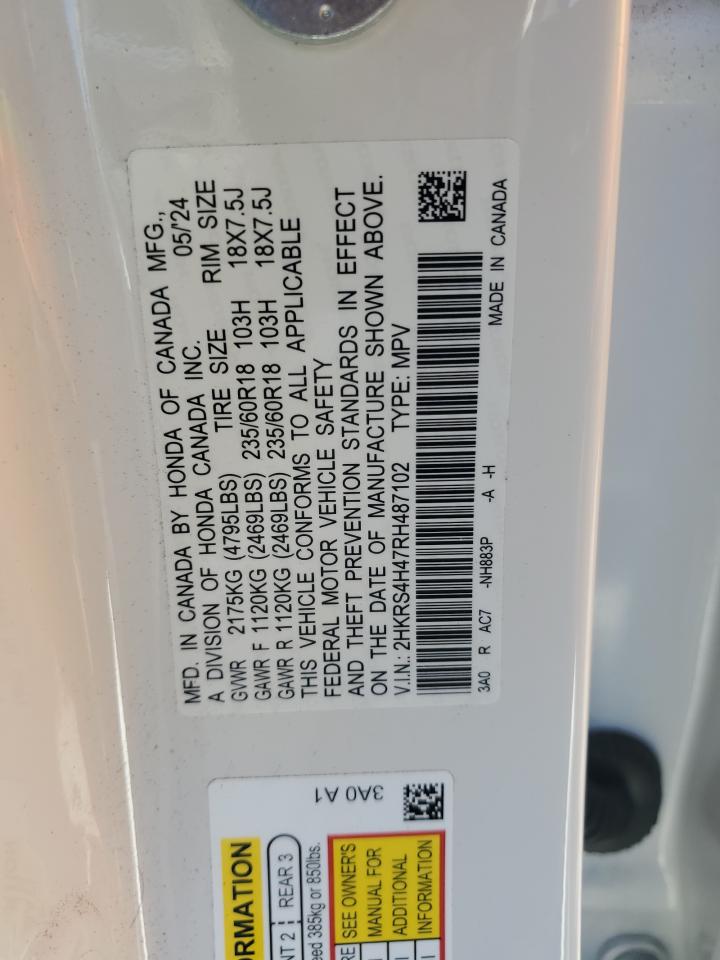 MFD. IN CANADA BY HONDA OF CANADA MFG.,
A DIVISION OF HONDA CANADA INC. 05/'24
GVWR 2175KG (4795LBS) TIRE SIZE RIM SIZE
GAWR F 1120KG (2469LBS) 235/60R18 103H 18X7.5J
GAWR R 1120KG (2469LBS) 235/60R18 103H 18X7.5J
THIS VEHICLE CONFORMS TO ALL APPLICABLE
FEDERAL MOTOR VEHICLE SAFETY
AND THEFT PREVENTION STANDARDS IN EFFECT
ON THE DATE OF MANUFACTURE SHOWN ABOVE.
V.I.N.: 2HKRS4H47RH487102 TYPE: MPV
3A0 R AC7 -NH883P -A -H MADE IN CANADA
3A0 A1
REAR 3
385kg or 850lbs.
SEE OWNER'S
MANUAL FOR
ADDITIONAL
INFORMATION